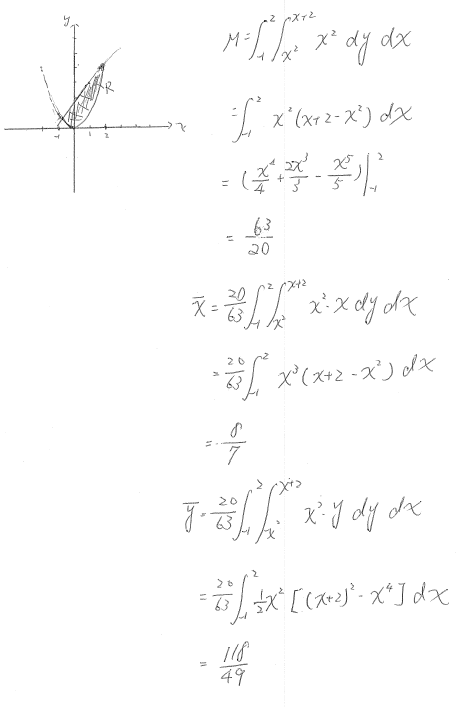 y
R
x
-1 1 2
M = ∫_{-1}^{2} ∫_{x²}^{x+2} x² dy dx
= ∫_{-1}^{2} x²(x+2-x²) dx
= (x⁴/4 + 2x³/3 - x⁵/5)|_{-1}^{2}
= 63/20
x̄ = 20/63 ∫_{-1}^{2} ∫_{x²}^{x+2} x²·x dy dx
= 20/63 ∫_{-1}^{2} x³(x+2-x²) dx
= 8/7
ȳ = 20/63 ∫_{-1}^{2} ∫_{x²}^{x+2} x²·y dy dx
= 20/63 ∫_{-1}^{2} 1/2 x² [(x+2)² - x⁴] dx
= 118/49